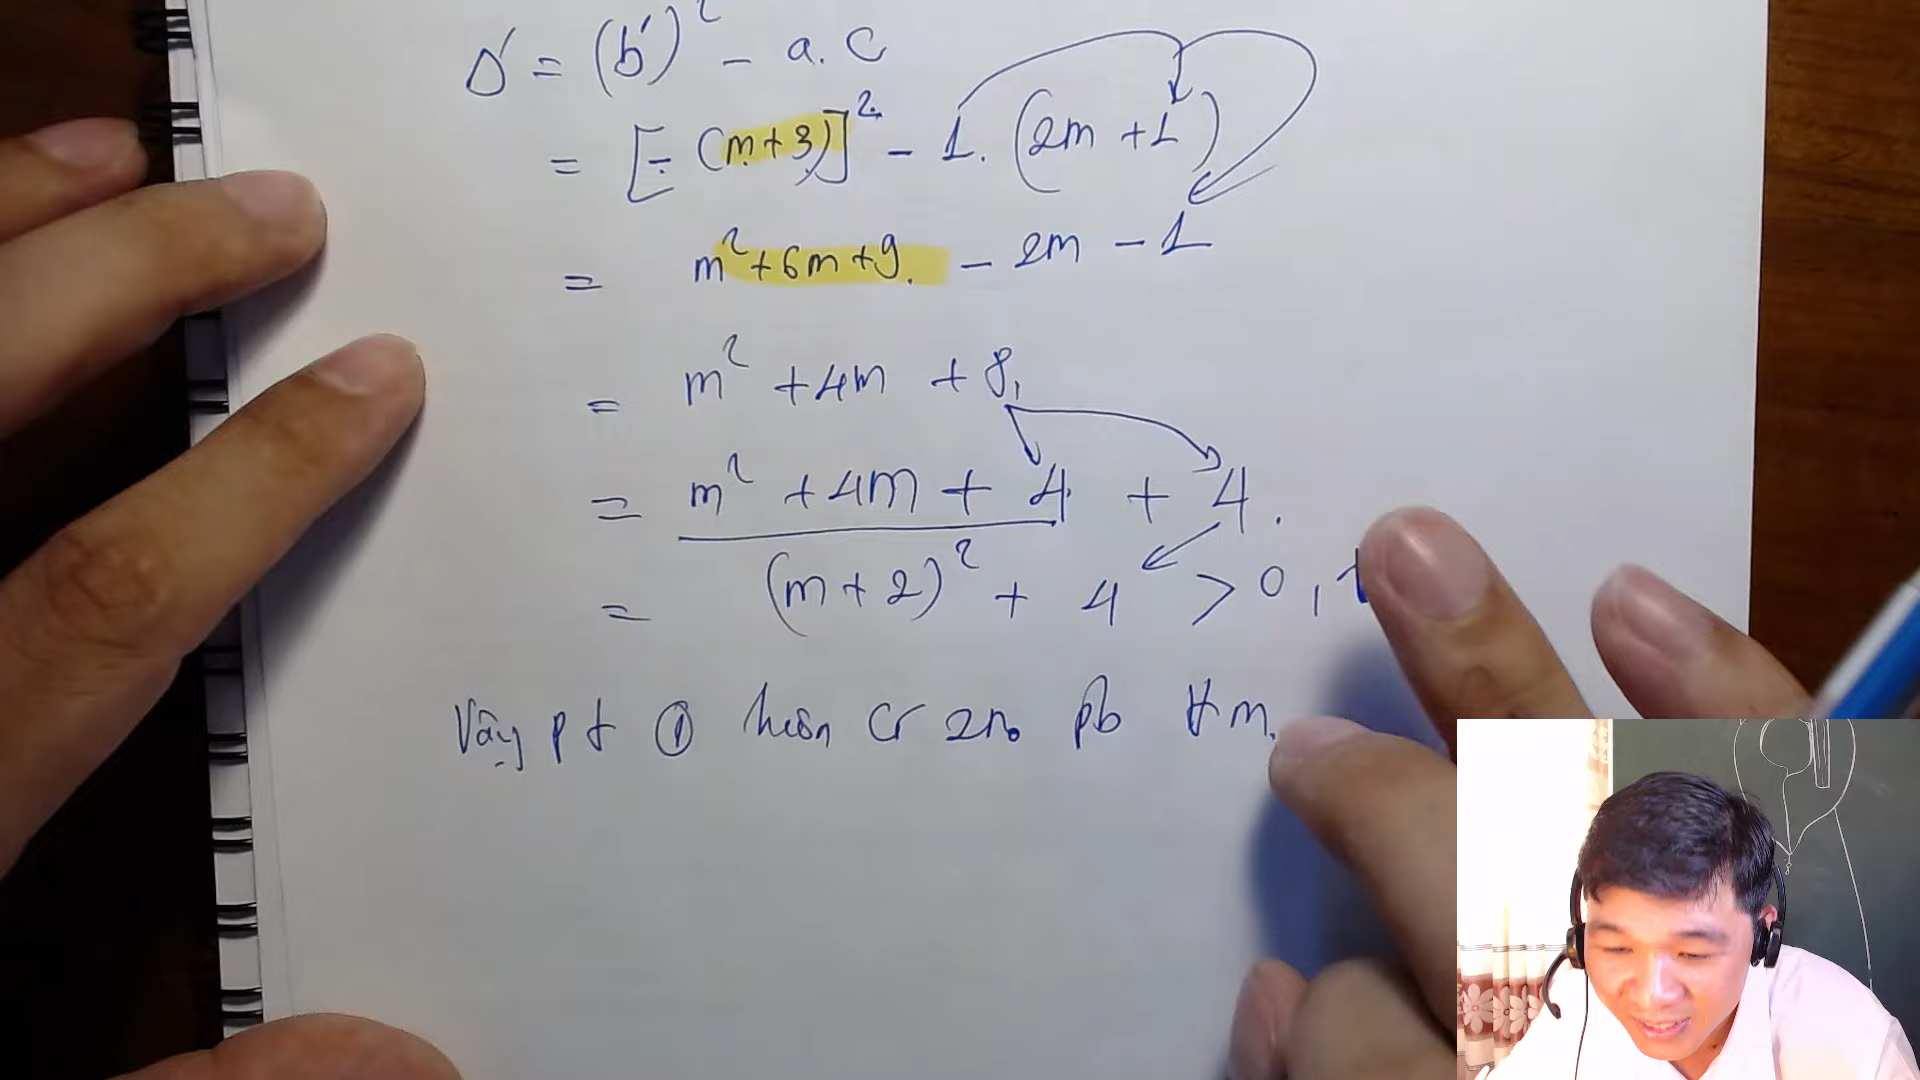 Δ' = (b')² - a.c
= [-(m+3)]² - 1.(2m+1)
= m²+6m+9 - 2m - 1
= m² + 4m + 8
= m² + 4m + 4 + 4.
= (m+2)² + 4 > 0,
Vậy pt ① luôn có 2n₀ pb ∀m.